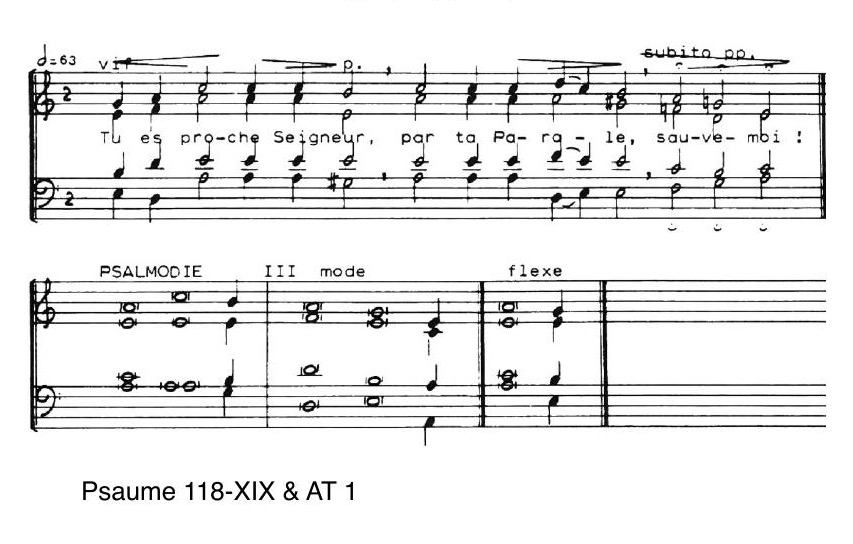 𝅗𝅥=63 vif p. subito pp.
Tu es pro-che Seigneur, par ta Pa-ra - le, sau-ve-moi !
PSALMODIE III mode flexe
Psaume 118-XIX & AT 1